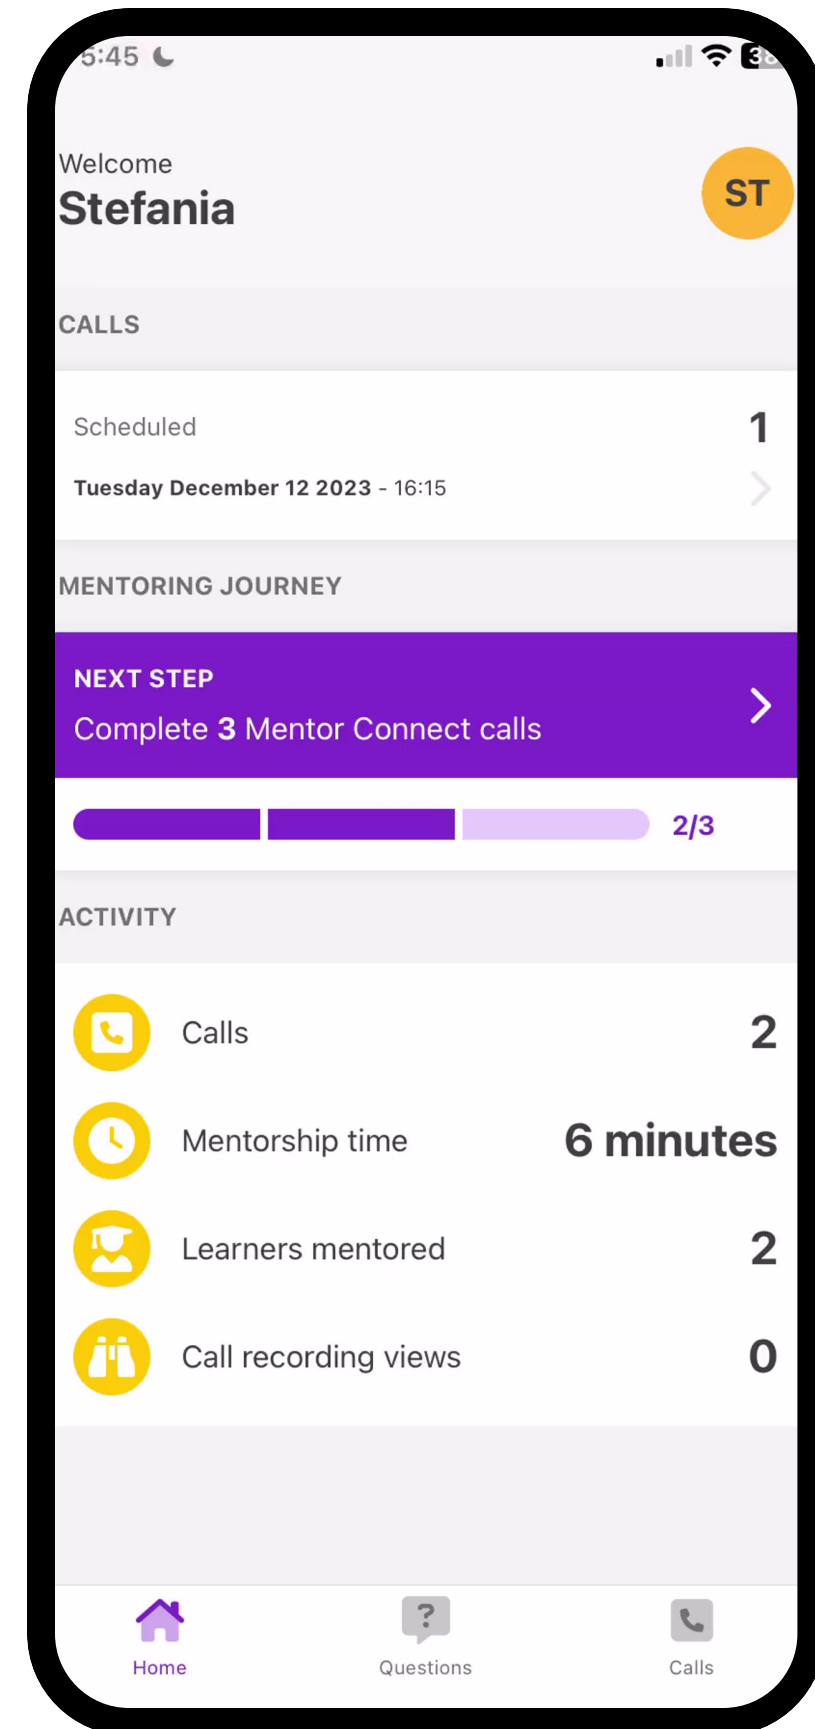 5:45
38
Welcome
Stefania
ST
CALLS
Scheduled
1
Tuesday December 12 2023 - 16:15
MENTORING JOURNEY
NEXT STEP
Complete 3 Mentor Connect calls
2/3
ACTIVITY
Calls
2
Mentorship time
6 minutes
Learners mentored
2
Call recording views
0
?
Home
Questions
Calls